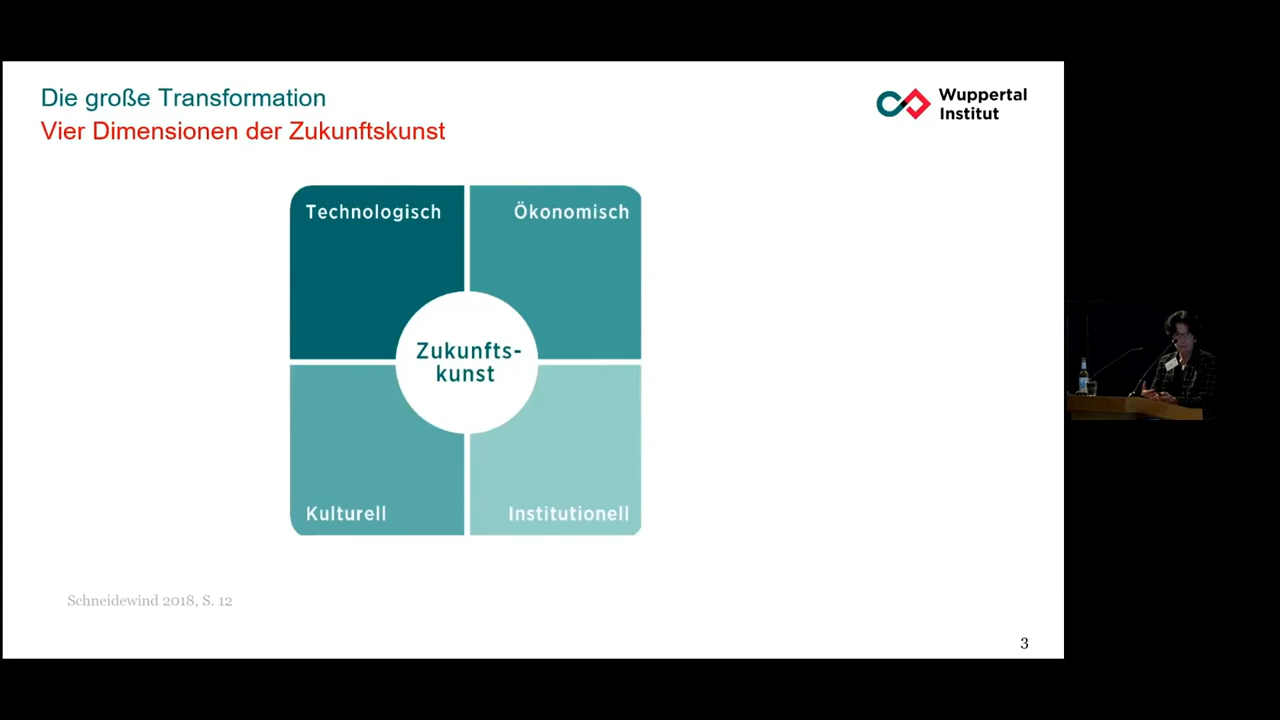 Die große Transformation
Vier Dimensionen der Zukunftskunst
Wuppertal
Institut
Technologisch
Ökonomisch
Zukunfts-
kunst
Kulturell
Institutionell
Schneidewind 2018, S. 12
3